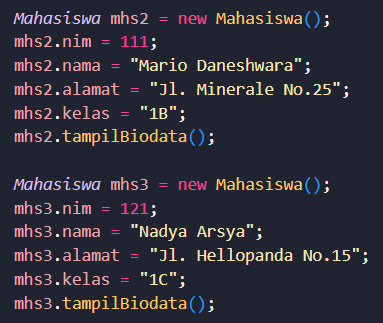 Mahasiswa mhs2 = new Mahasiswa();
mhs2.nim = 111;
mhs2.nama = "Mario Daneshwara";
mhs2.alamat = "Jl. Minerale No.25";
mhs2.kelas = "1B";
mhs2.tampilBiodata();

Mahasiswa mhs3 = new Mahasiswa();
mhs3.nim = 121;
mhs3.nama = "Nadya Arsya";
mhs3.alamat = "Jl. Hellopanda No.15";
mhs3.kelas = "1C";
mhs3.tampilBiodata();